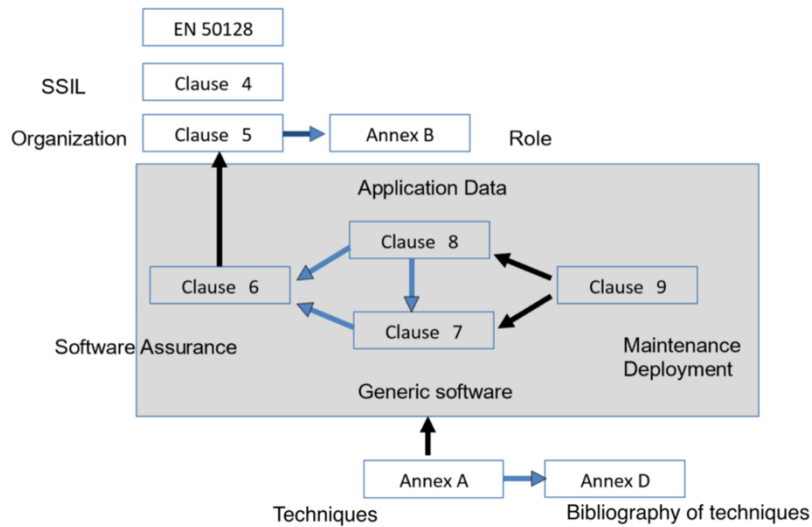 EN 50128
SSIL
Clause 4
Organization
Clause 5
Annex B
Role
Application Data
Clause 8
Clause 6
Clause 9
Clause 7
Software Assurance
Maintenance
Deployment
Generic software
Annex A
Annex D
Techniques
Bibliography of techniques